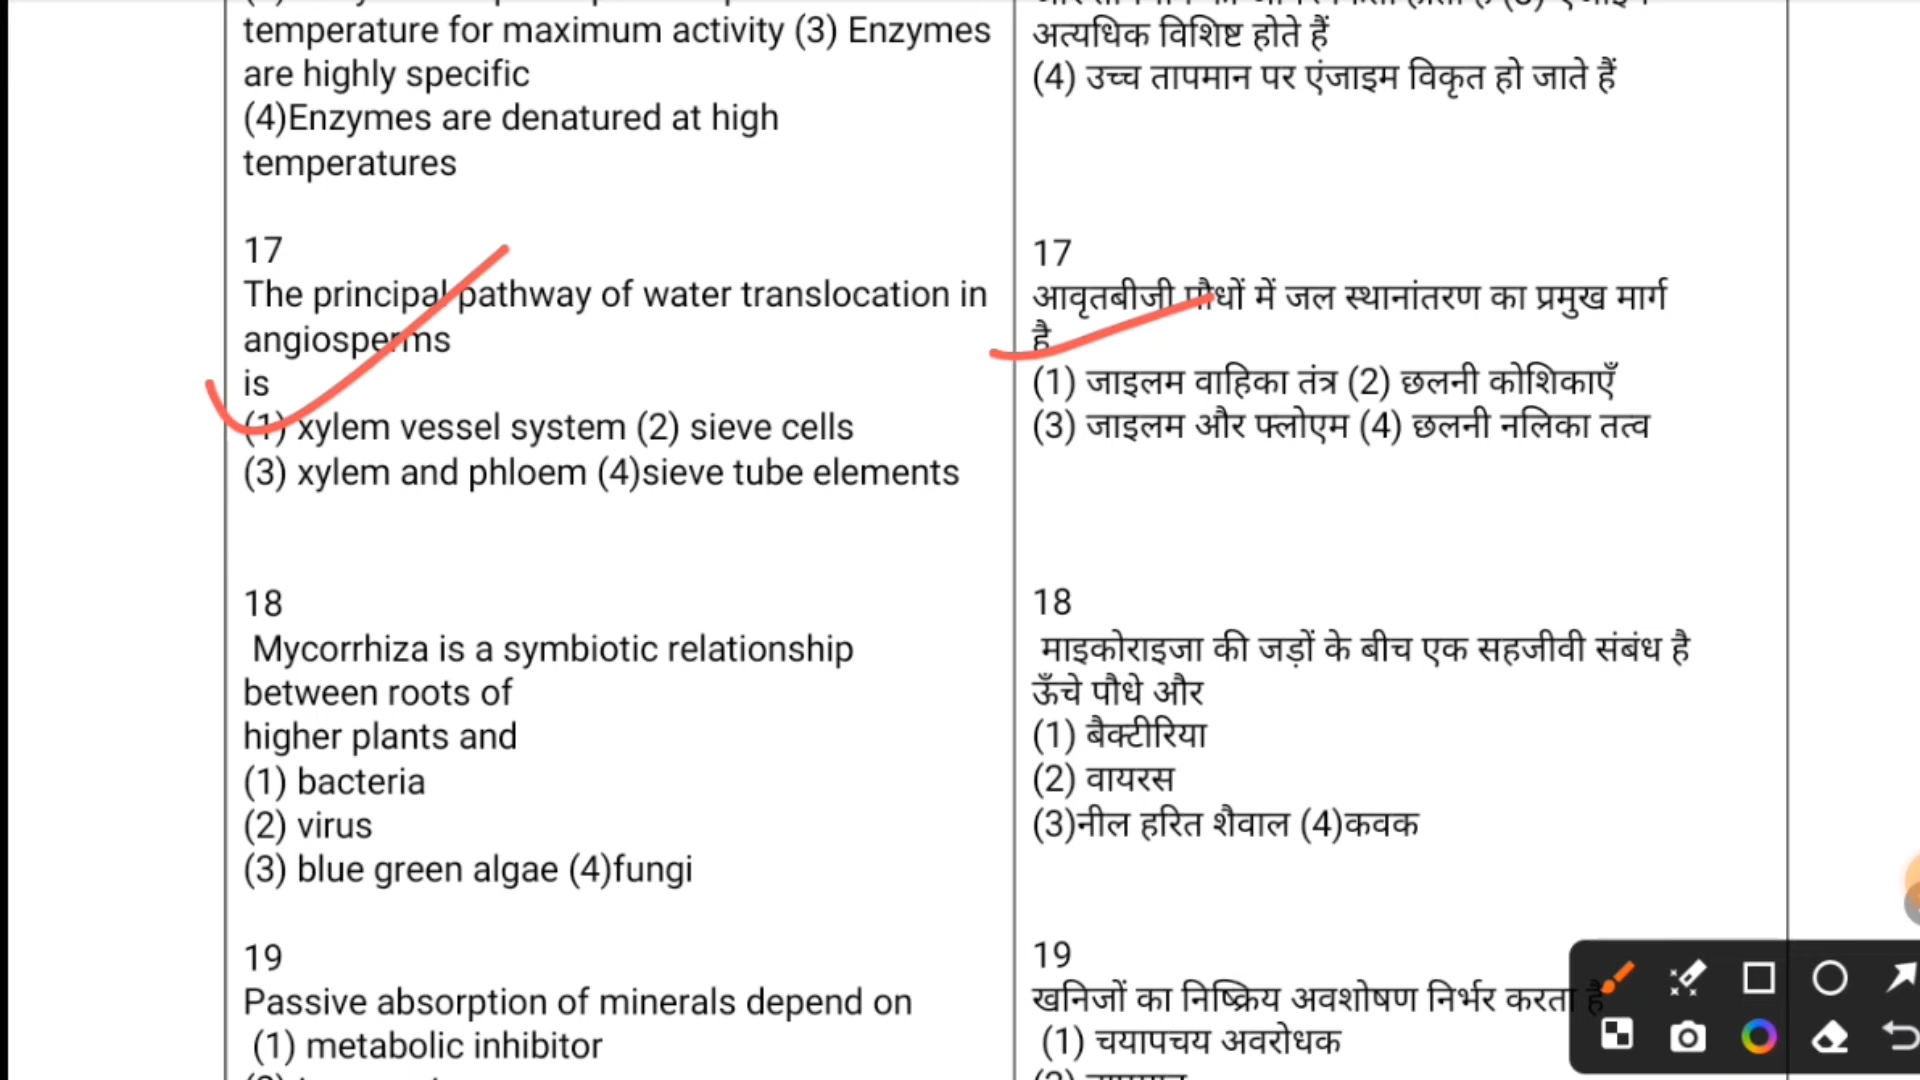 temperature for maximum activity (3) Enzymes
are highly specific
(4)Enzymes are denatured at high
temperatures
17
The principal pathway of water translocation in
angiosperms
is
(1) xylem vessel system (2) sieve cells
(3) xylem and phloem (4)sieve tube elements
18
Mycorrhiza is a symbiotic relationship
between roots of
higher plants and
(1) bacteria
(2) virus
(3) blue green algae (4)fungi
19
Passive absorption of minerals depend on
(1) metabolic inhibitor
अत्यधिक विशिष्ट होते हैं
(4) उच्च तापमान पर एंजाइम विकृत हो जाते हैं
17
आवृतबीजी पौधों में जल स्थानांतरण का प्रमुख मार्ग
है
(1) जाइलम वाहिका तंत्र (2) छलनी कोशिकाएँ
(3) जाइलम और फ्लोएम (4) छलनी नलिका तत्व
18
माइकोराइजा की जड़ों के बीच एक सहजीवी संबंध है
ऊँचे पौधे और
(1) बैक्टीरिया
(2) वायरस
(3)नील हरित शैवाल (4)कवक
19
खनिजों का निष्क्रिय अवशोषण निर्भर करता है
(1) चयापचय अवरोधक